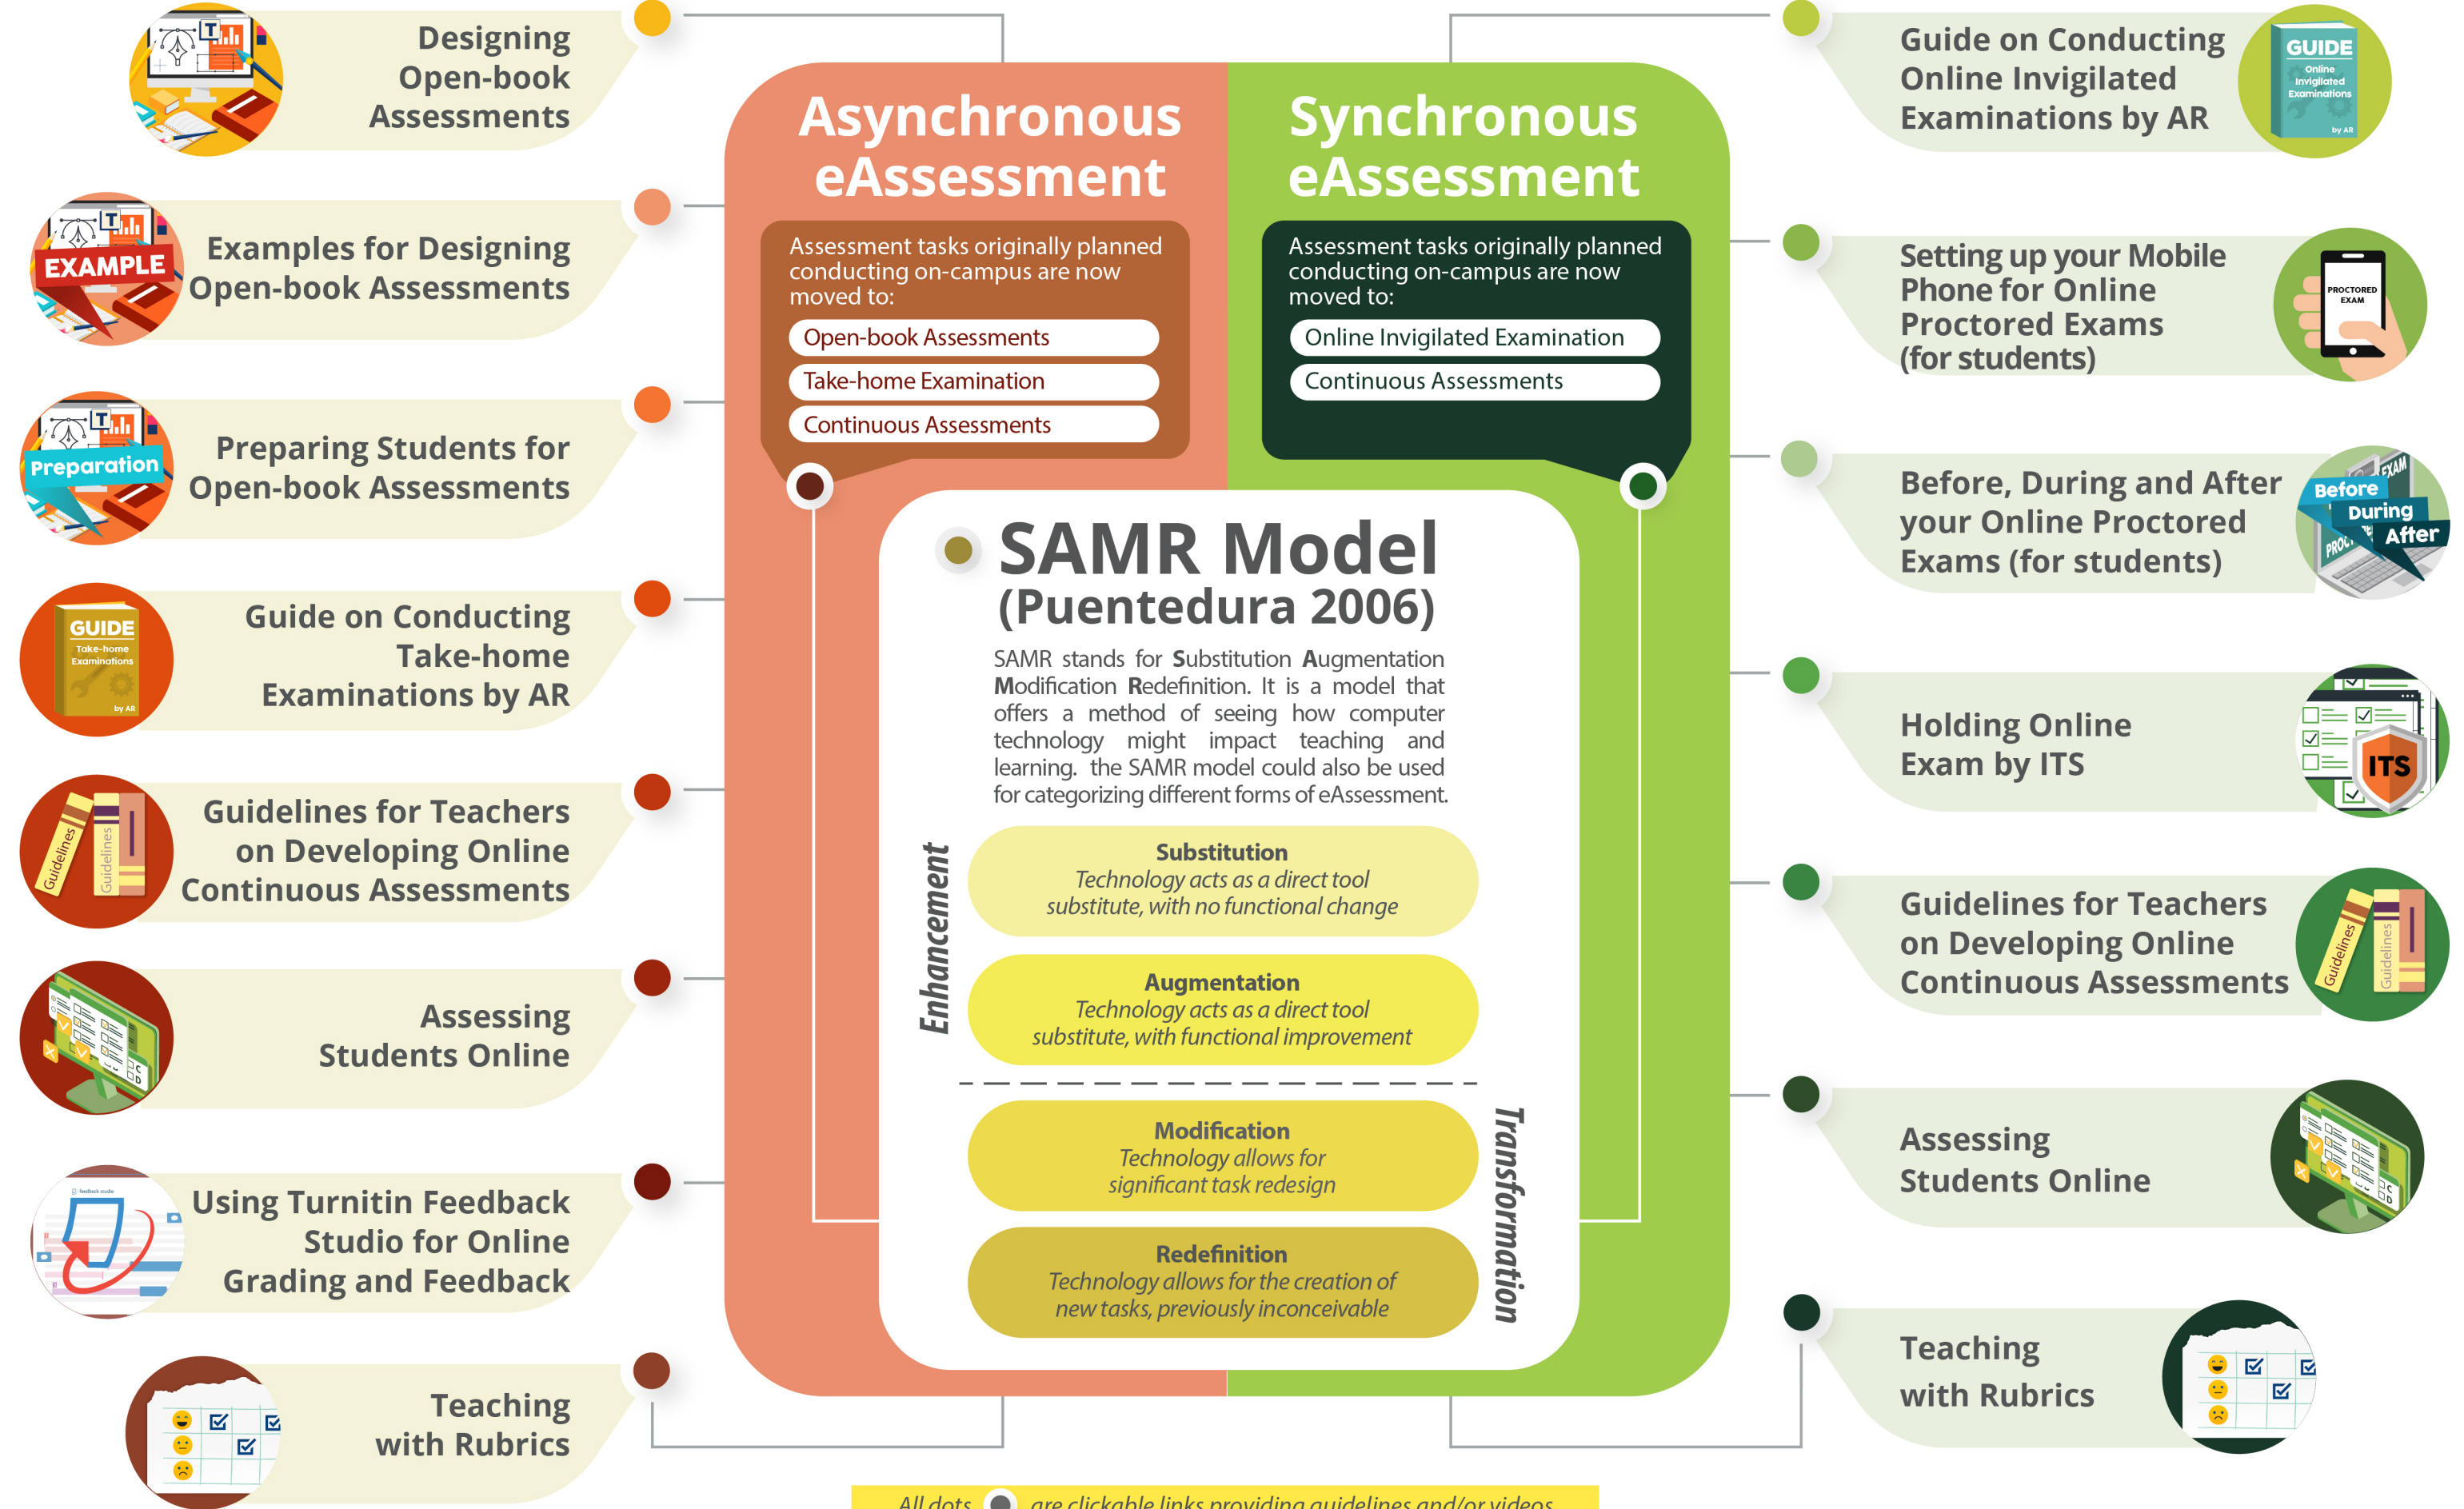 Designing
Open-book
Assessments
T
EXAMPLE
Examples for Designing
Open-book Assessments
T
Preparation
Preparing Students for
Open-book Assessments
T
GUIDE
Take-home
Examinations
by AR
Guide on Conducting
Take-home
Examinations by AR
Guidelines
Guidelines
Guidelines for Teachers
on Developing Online
Continuous Assessments
C
D
Assessing
Students Online
feedback studio
Using Turnitin Feedback
Studio for Online
Grading and Feedback
Teaching
with Rubrics
Asynchronous
eAssessment
Assessment tasks originally planned
conducting on-campus are now
moved to:
Open-book Assessments
Take-home Examination
Continuous Assessments
Synchronous
eAssessment
Assessment tasks originally planned
conducting on-campus are now
moved to:
Online Invigilated Examination
Continuous Assessments
SAMR Model
(Puentedura 2006)
SAMR stands for Substitution Augmentation
Modification Redefinition. It is a model that
offers a method of seeing how computer
technology might impact teaching and
learning. the SAMR model could also be used
for categorizing different forms of eAssessment.
Enhancement
Substitution
Technology acts as a direct tool
substitute, with no functional change
Augmentation
Technology acts as a direct tool
substitute, with functional improvement
Transformation
Modification
Technology allows for
significant task redesign
Redefinition
Technology allows for the creation of
new tasks, previously inconceivable
Guide on Conducting
Online Invigilated
Examinations by AR
GUIDE
Online
Invigilated
Examinations
by AR
Setting up your Mobile
Phone for Online
Proctored Exams
(for students)
PROCTORED
EXAM
Before, During and After
your Online Proctored
Exams (for students)
EXAM
Before
During
After
Holding Online
Exam by ITS
ITS
Guidelines for Teachers
on Developing Online
Continuous Assessments
Guidelines
Guidelines
Assessing
Students Online
C
D
Teaching
with Rubrics
All dots are clickable links providing guidelines and/or videos